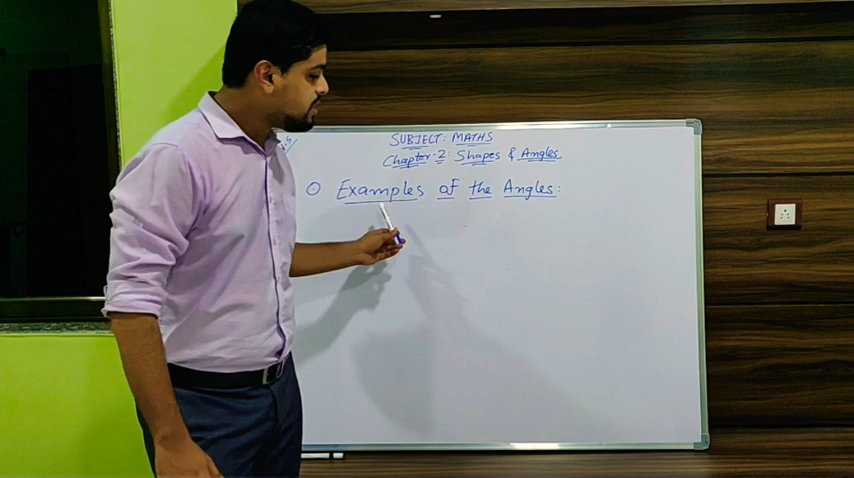 SUBJECT: MATHS
Chapter-2: Shapes & Angles.
Examples of the Angles: